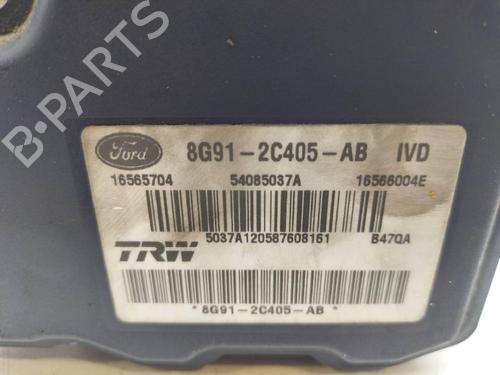 B-PARTS
Ford 8G91-2C405-AB IVD
16565704 54085037A 16566004E
5037A120587608161 B47QA
TRW
*8G91-2C405-AB*